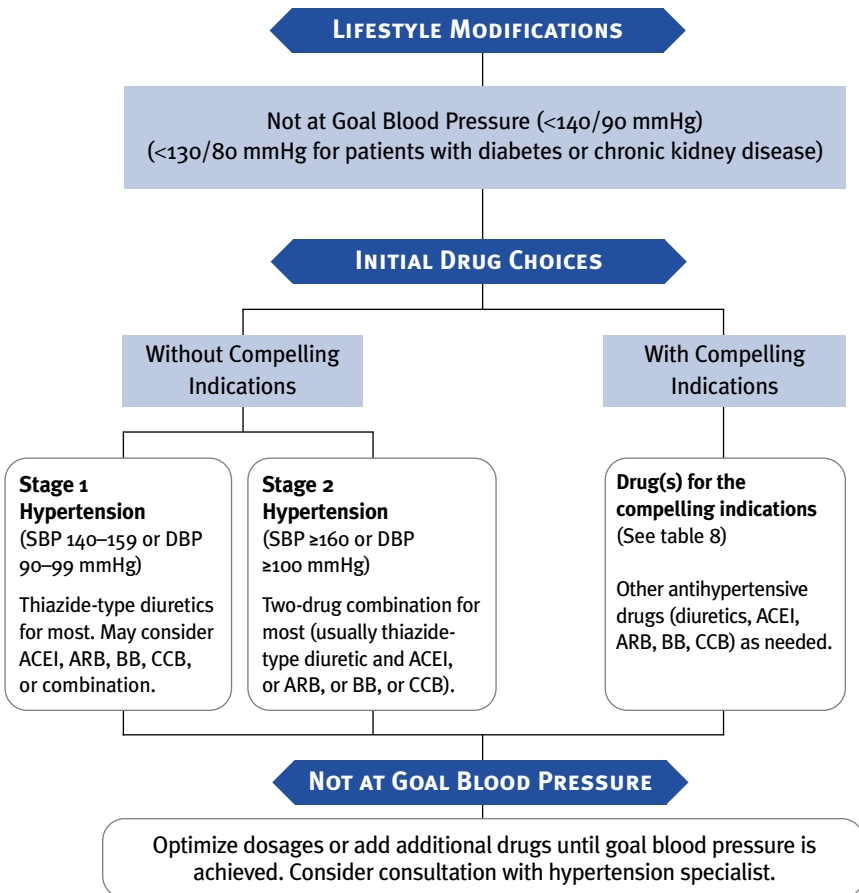 LIFESTYLE MODIFICATIONS
Not at Goal Blood Pressure (<140/90 mmHg)
(<130/80 mmHg for patients with diabetes or chronic kidney disease)
INITIAL DRUG CHOICES
Without Compelling
Indications
With Compelling
Indications
Stage 1
Hypertension
(SBP 140–159 or DBP
90–99 mmHg)
Thiazide-type diuretics
for most. May consider
ACEI, ARB, BB, CCB,
or combination.
Stage 2
Hypertension
(SBP ≥160 or DBP
≥100 mmHg)
Two-drug combination for
most (usually thiazide-
type diuretic and ACEI,
or ARB, or BB, or CCB).
Drug(s) for the
compelling indications
(See table 8)
Other antihypertensive
drugs (diuretics, ACEI,
ARB, BB, CCB) as needed.
NOT AT GOAL BLOOD PRESSURE
Optimize dosages or add additional drugs until goal blood pressure is
achieved. Consider consultation with hypertension specialist.